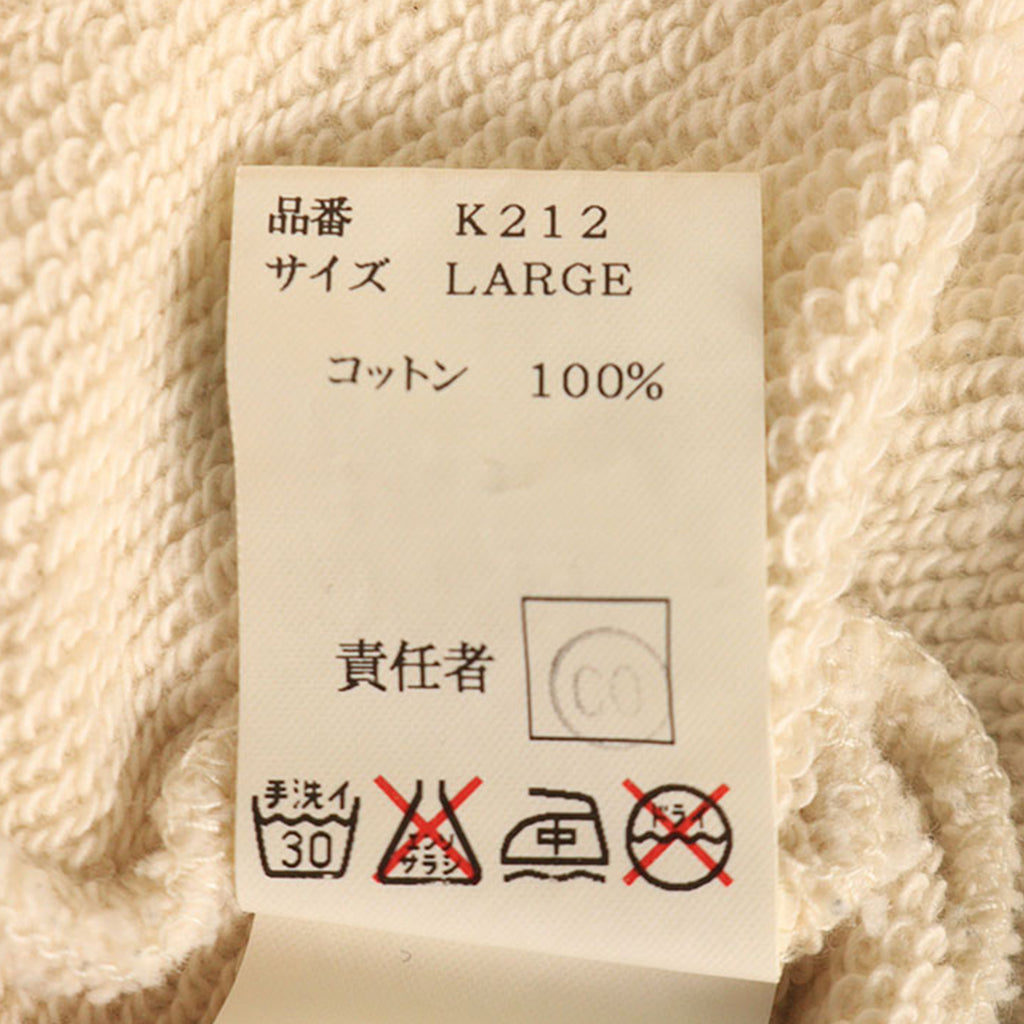 品番 K212
サイズ LARGE
コットン 100%
責任者 CO
手洗イ 30
エンソサラシ
中
ドライ